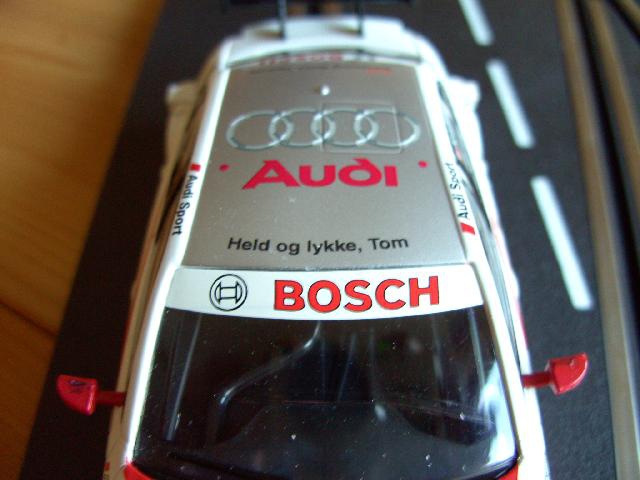 Audi
Audi Sport
Audi Sport
Held og lykke, Tom
BOSCH